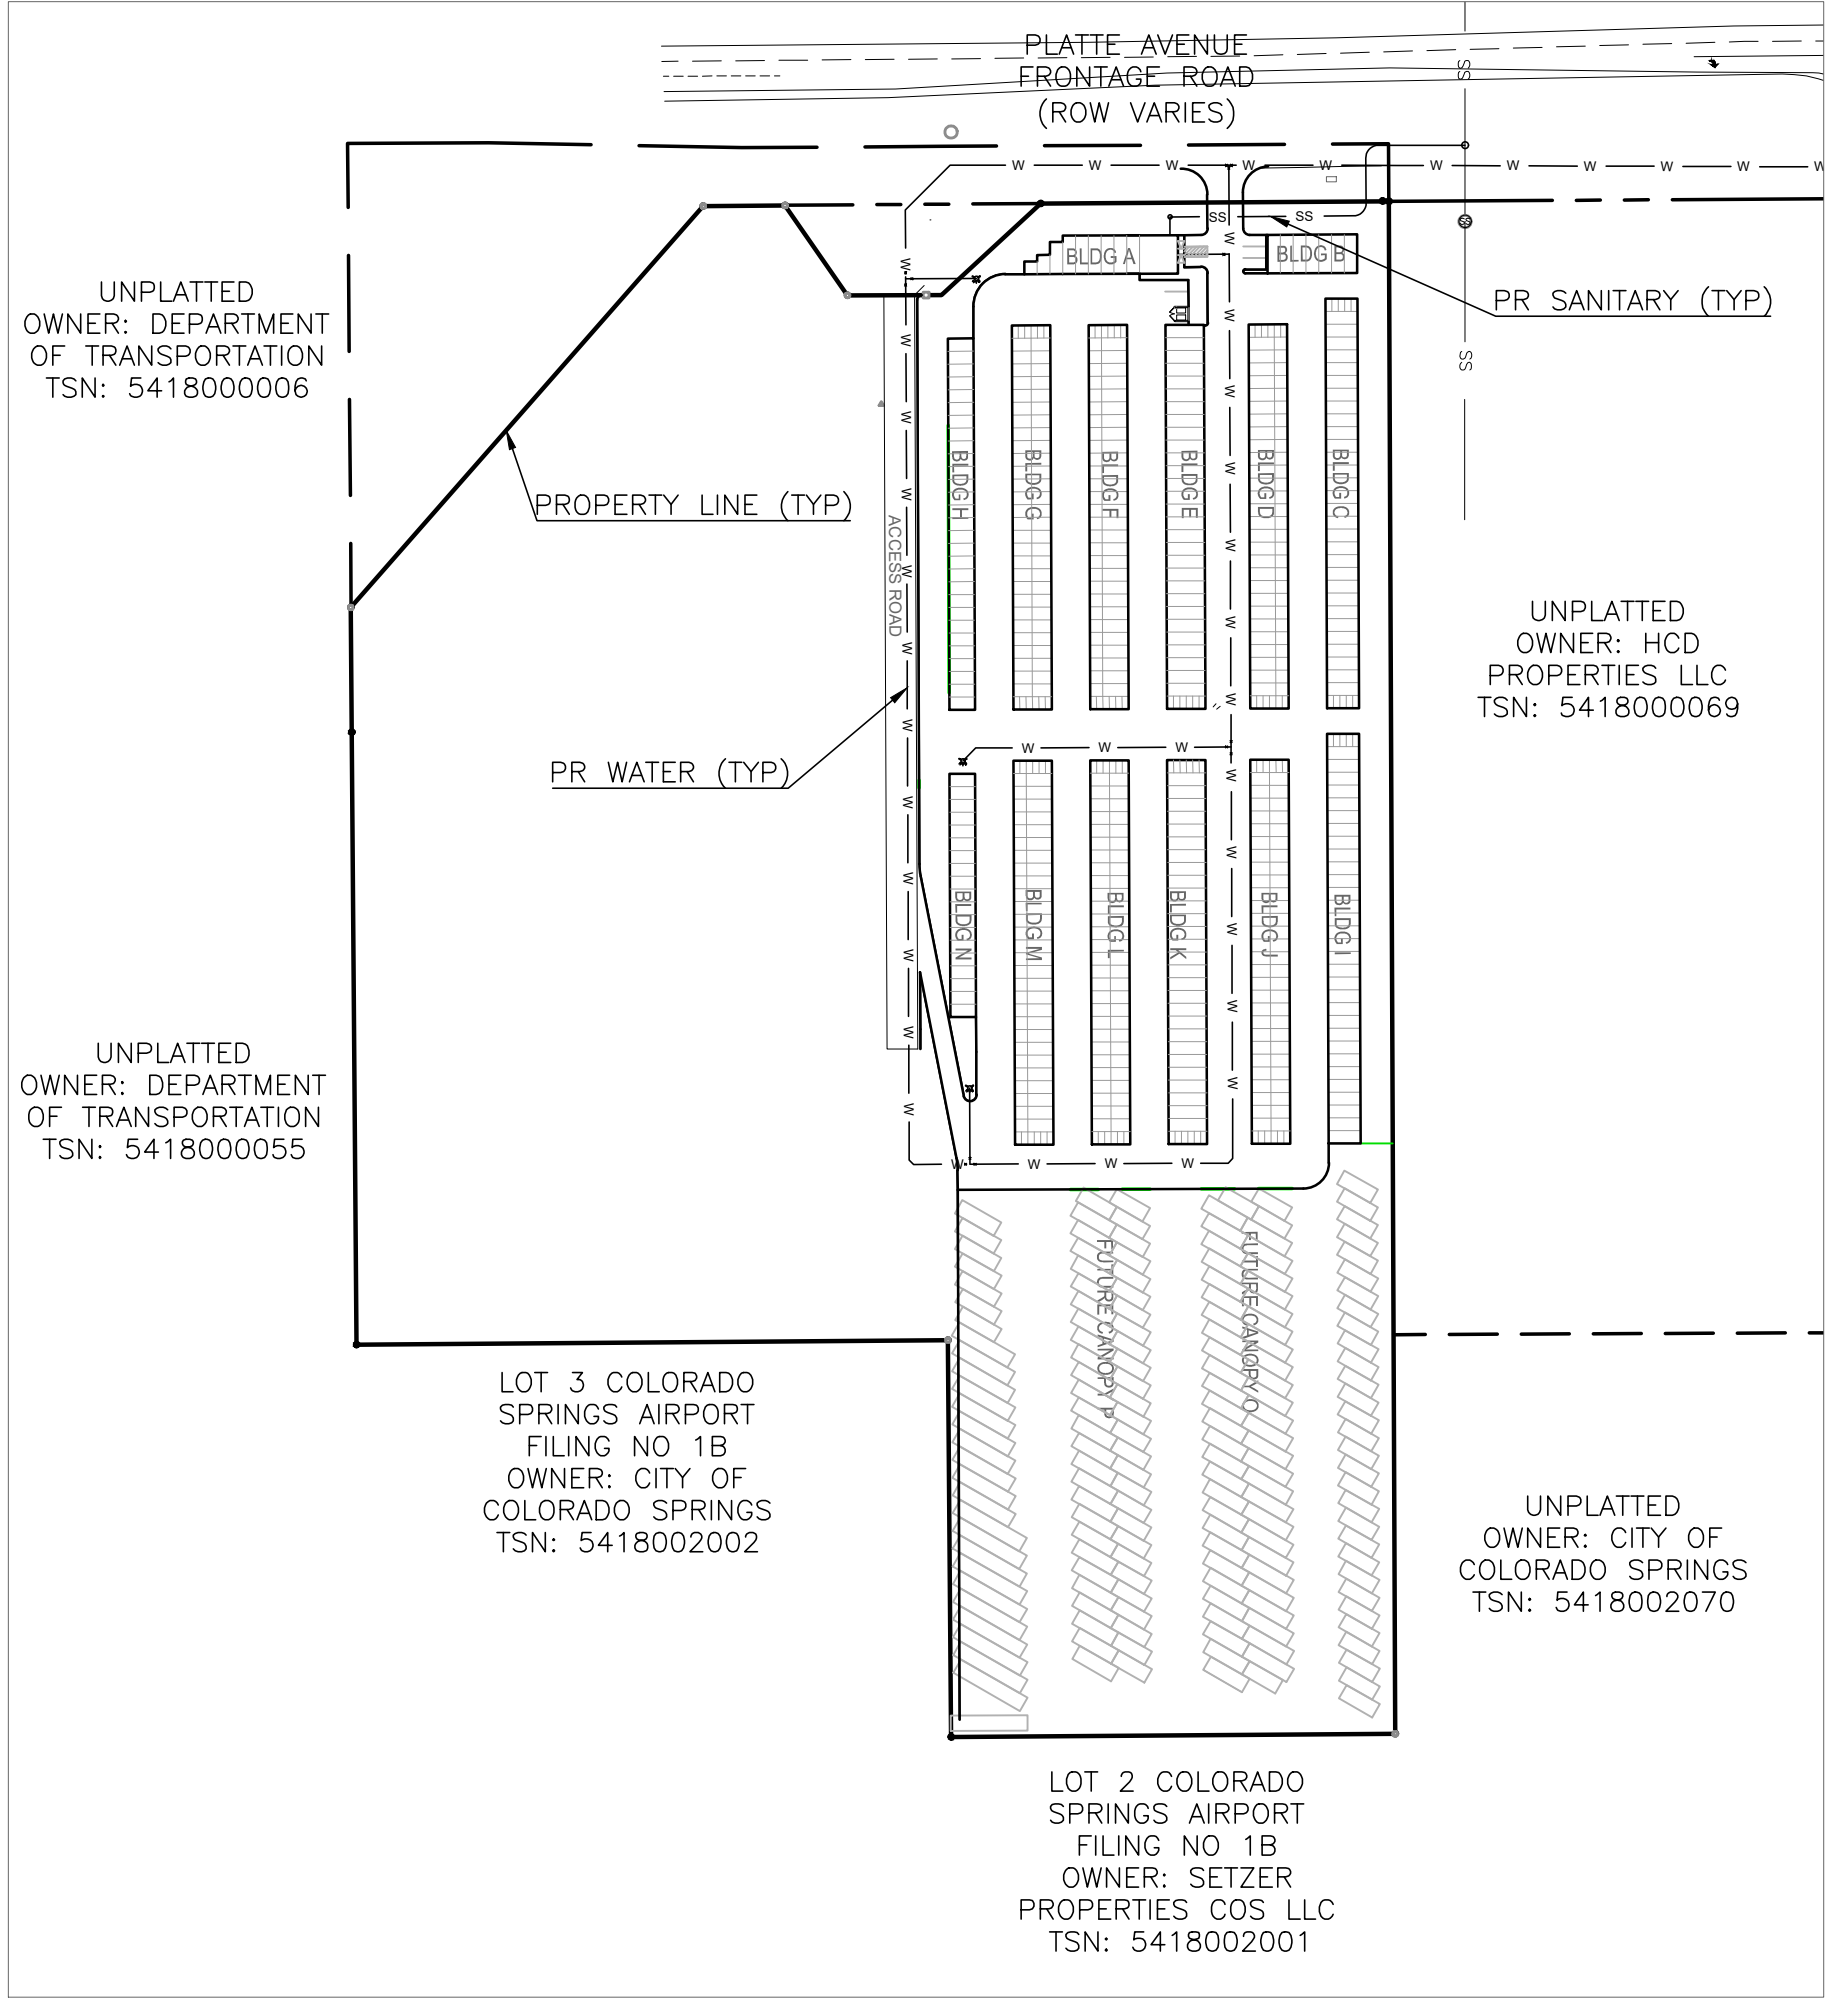 PLATTE AVENUE
FRONTAGE ROAD
(ROW VARIES)
SS
W W W W W W W W W W W
SS SS
W
BLDG A
BLDG B
W
UNPLATTED
OWNER: DEPARTMENT
OF TRANSPORTATION
TSN: 5418000006
PR SANITARY (TYP)
SS
PROPERTY LINE (TYP)
BLDG H
BLDG G
BLDG F
BLDG E
BLDG D
BLDG C
ACCESS ROAD
UNPLATTED
OWNER: HCD
PROPERTIES LLC
TSN: 5418000069
PR WATER (TYP)
W W W
BLDG N
BLDG M
BLDG L
BLDG K
BLDG J
BLDG I
UNPLATTED
OWNER: DEPARTMENT
OF TRANSPORTATION
TSN: 5418000055
W W W W
FUTURE CANOPY P
FUTURE CANOPY O
LOT 3 COLORADO
SPRINGS AIRPORT
FILING NO 1B
OWNER: CITY OF
COLORADO SPRINGS
TSN: 5418002002
UNPLATTED
OWNER: CITY OF
COLORADO SPRINGS
TSN: 5418002070
LOT 2 COLORADO
SPRINGS AIRPORT
FILING NO 1B
OWNER: SETZER
PROPERTIES COS LLC
TSN: 5418002001